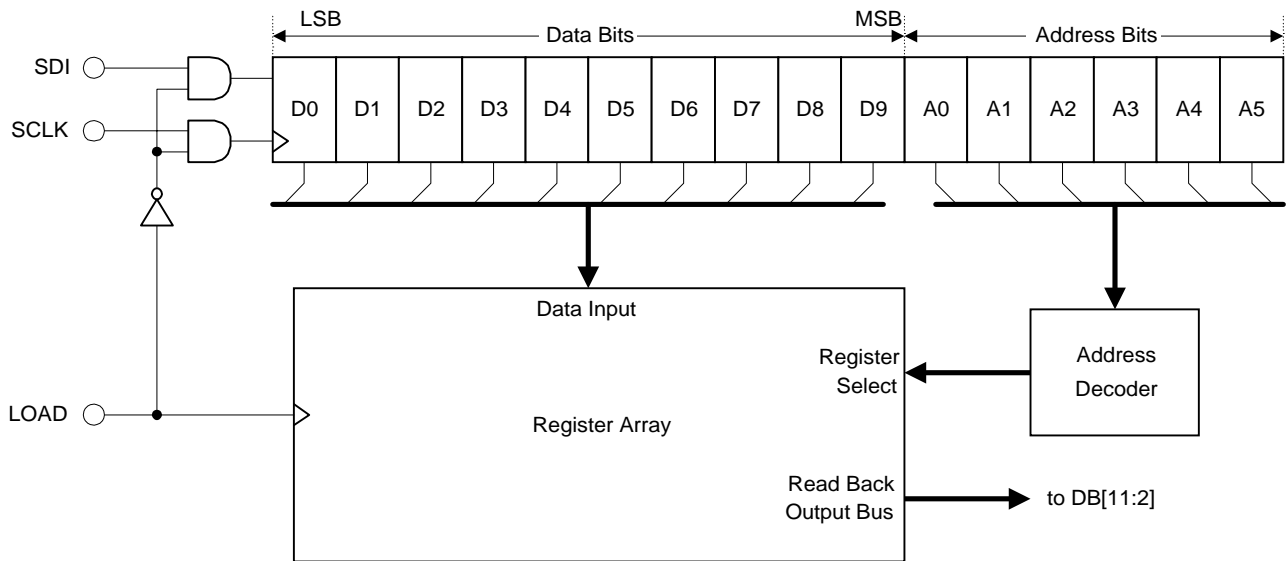 LSB MSB
Data Bits Address Bits
SDI
D0 D1 D2 D3 D4 D5 D6 D7 D8 D9 A0 A1 A2 A3 A4 A5
SCLK
Data Input
Register
Select
Address
Decoder
LOAD
Register Array
Read Back
Output Bus
to DB[11:2]